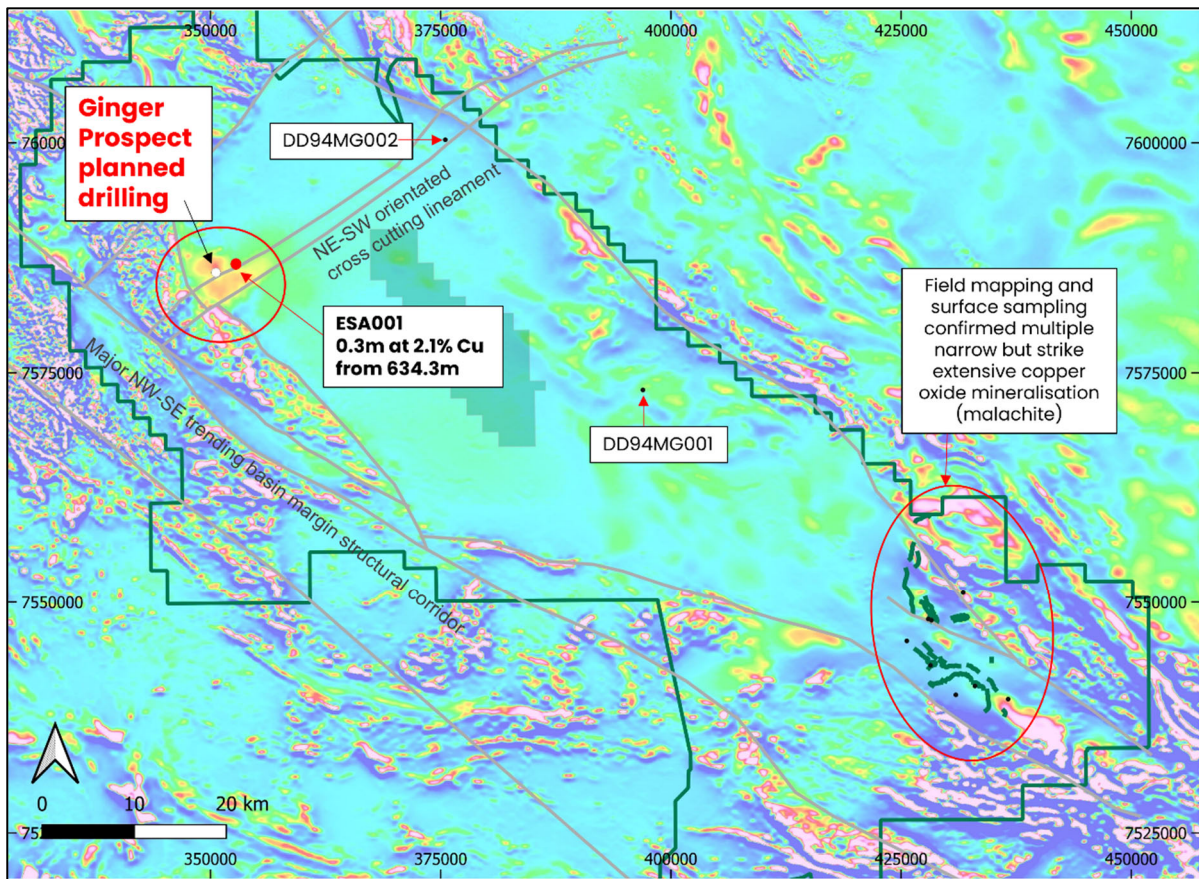 350000
375000
400000
425000
450000
Ginger
Prospect
planned
drilling
DD94MG002
7600000
7600000
NE-SW orientated
cross cutting lineament
ESA001
0.3m at 2.1% Cu
from 634.3m
Field mapping and
surface sampling
confirmed multiple
narrow but strike
extensive copper
oxide mineralisation
(malachite)
7575000
7575000
Major NW-SE trending basin margin structural corridor
DD94MG001
7550000
7550000
0
10
20 km
7525000
350000
375000
400000
425000
450000